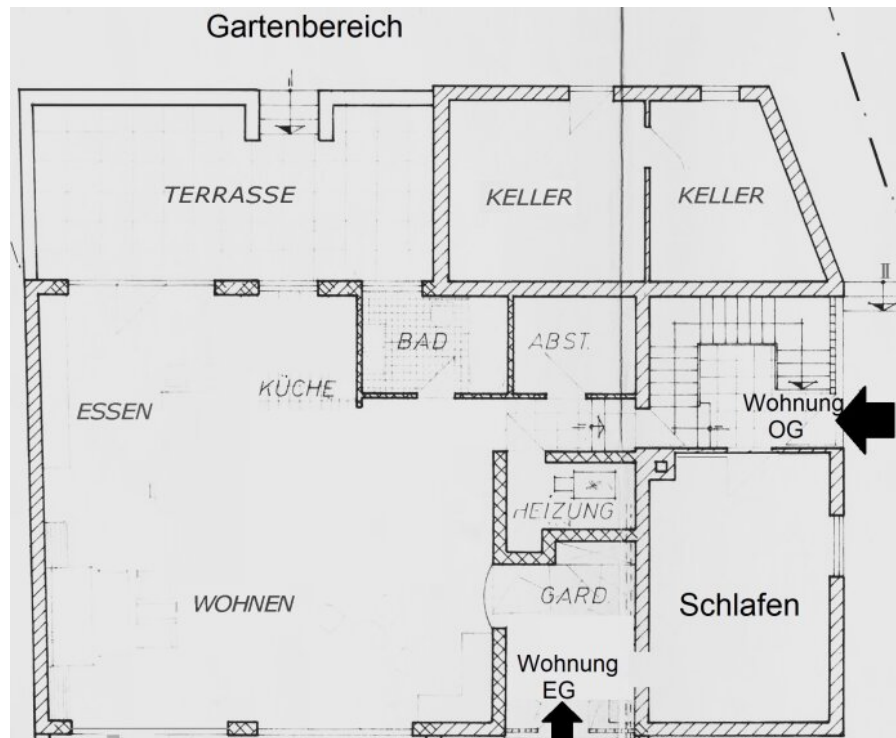 Gartenbereich
TERRASSE
KELLER
KELLER
BAD
ABST.
KÜCHE
ESSEN
Wohnung
OG
HEIZUNG
WOHNEN
GARD
Schlafen
Wohnung
EG